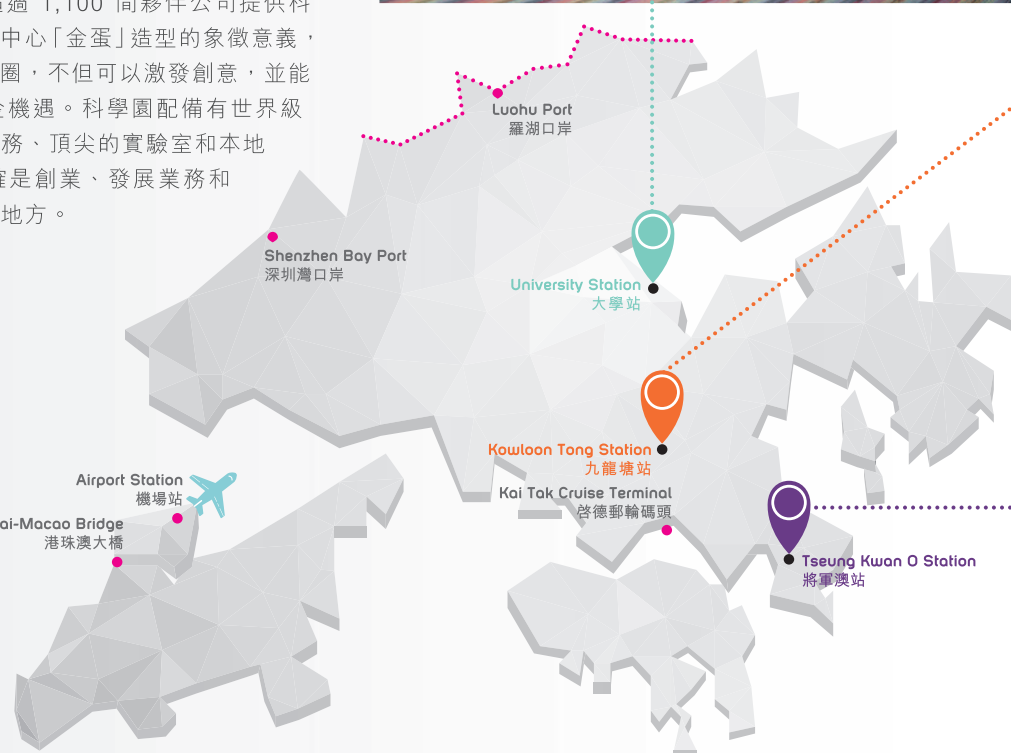 超過 1,100 間夥伴公司提供科
中心「金蛋」造型的象徵意義，
圈，不但可以激發創意，並能
機遇。科學園配備有世界級
務、頂尖的實驗室和本地
是創業、發展業務和
地方。
Luohu Port
羅湖口岸
Shenzhen Bay Port
深圳灣口岸
University Station
大學站
Kowloon Tong Station
九龍塘站
Kai Tak Cruise Terminal
啓德郵輪碼頭
Airport Station
機場站
ai-Macao Bridge
港珠澳大橋
Tseung Kwan O Station
將軍澳站